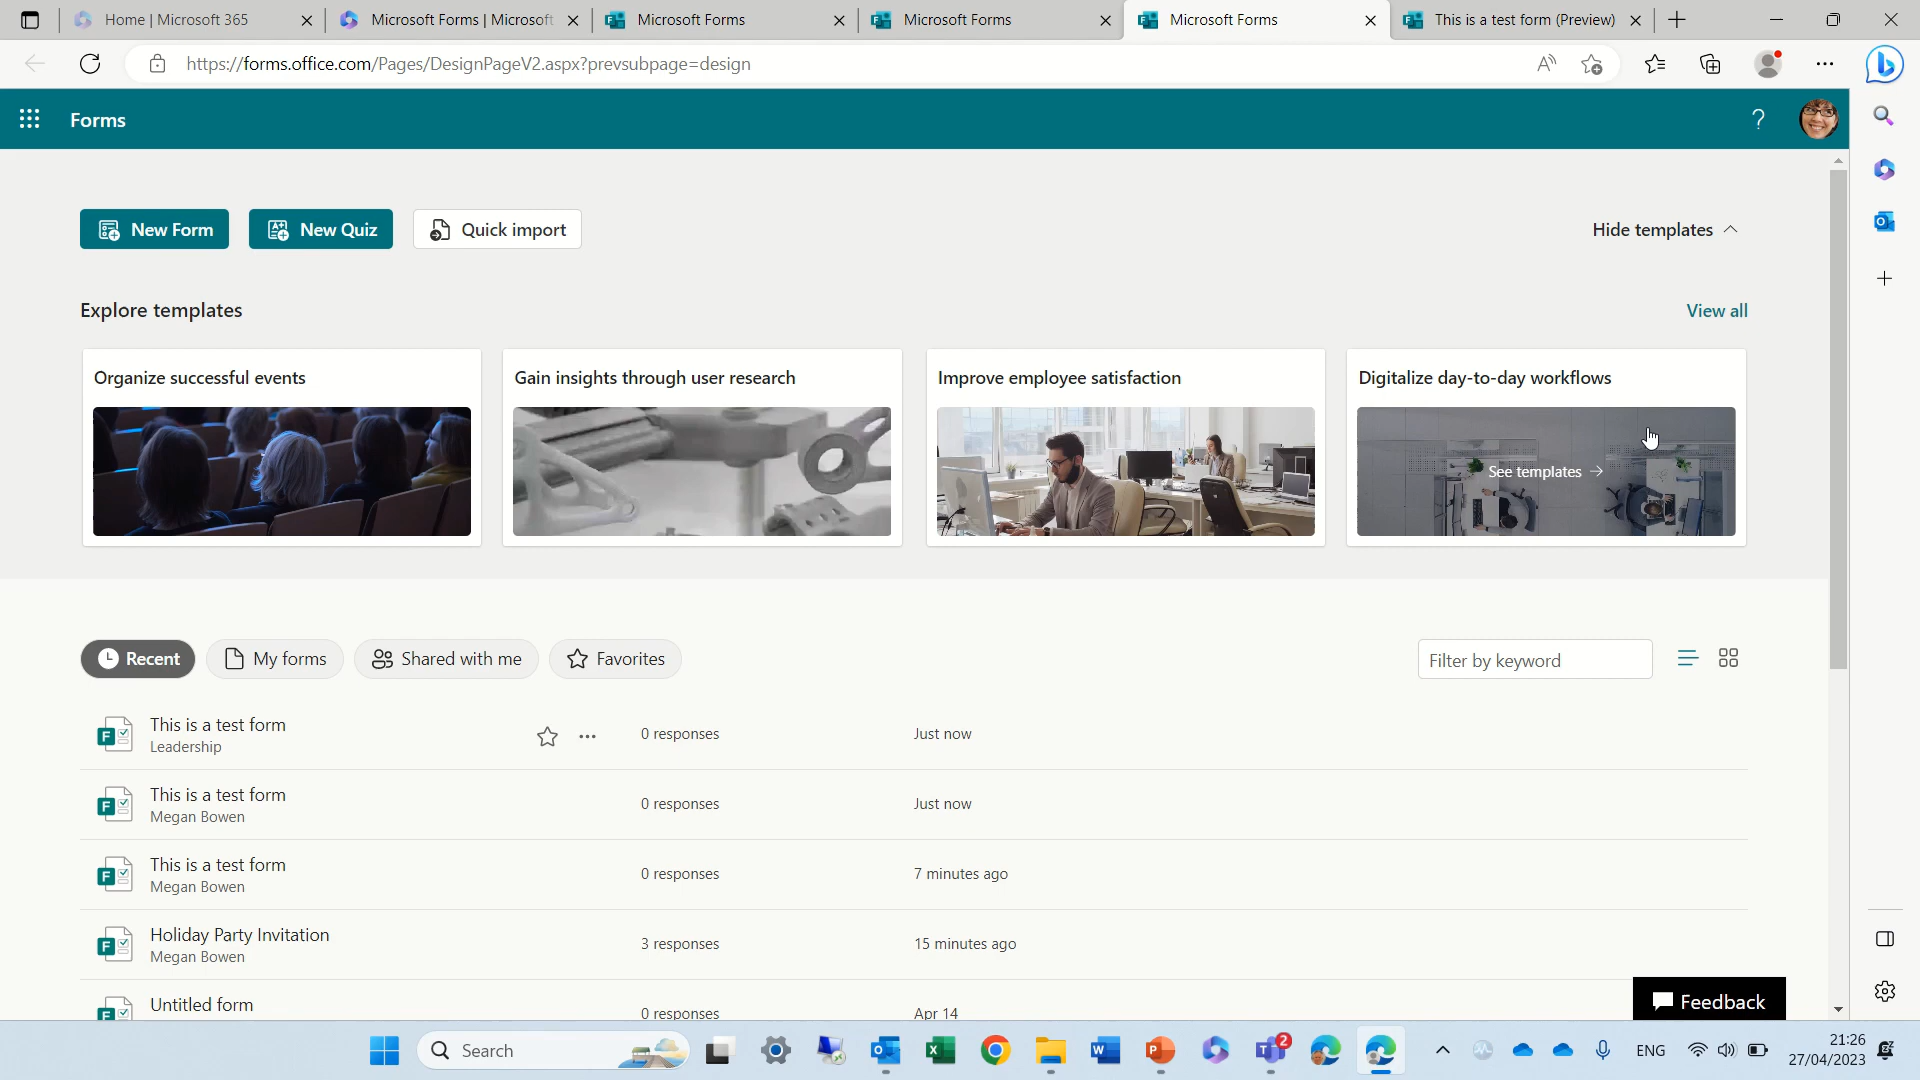 Home | Microsoft 365
Microsoft Forms | Microsoft
Microsoft Forms
Microsoft Forms
Microsoft Forms
This is a test form (Preview)
https://forms.office.com/Pages/DesignPageV2.aspx?prevsubpage=design
Forms
New Form
New Quiz
Quick import
Hide templates
Explore templates
View all
Organize successful events
Gain insights through user research
Improve employee satisfaction
Digitalize day-to-day workflows
See templates →
Recent
My forms
Shared with me
Favorites
Filter by keyword
This is a test form
Leadership
0 responses
Just now
This is a test form
Megan Bowen
0 responses
Just now
This is a test form
Megan Bowen
0 responses
7 minutes ago
Holiday Party Invitation
Megan Bowen
3 responses
15 minutes ago
Untitled form
0 responses
Apr 14
Feedback
Search
2
ENG
21:26
27/04/2023